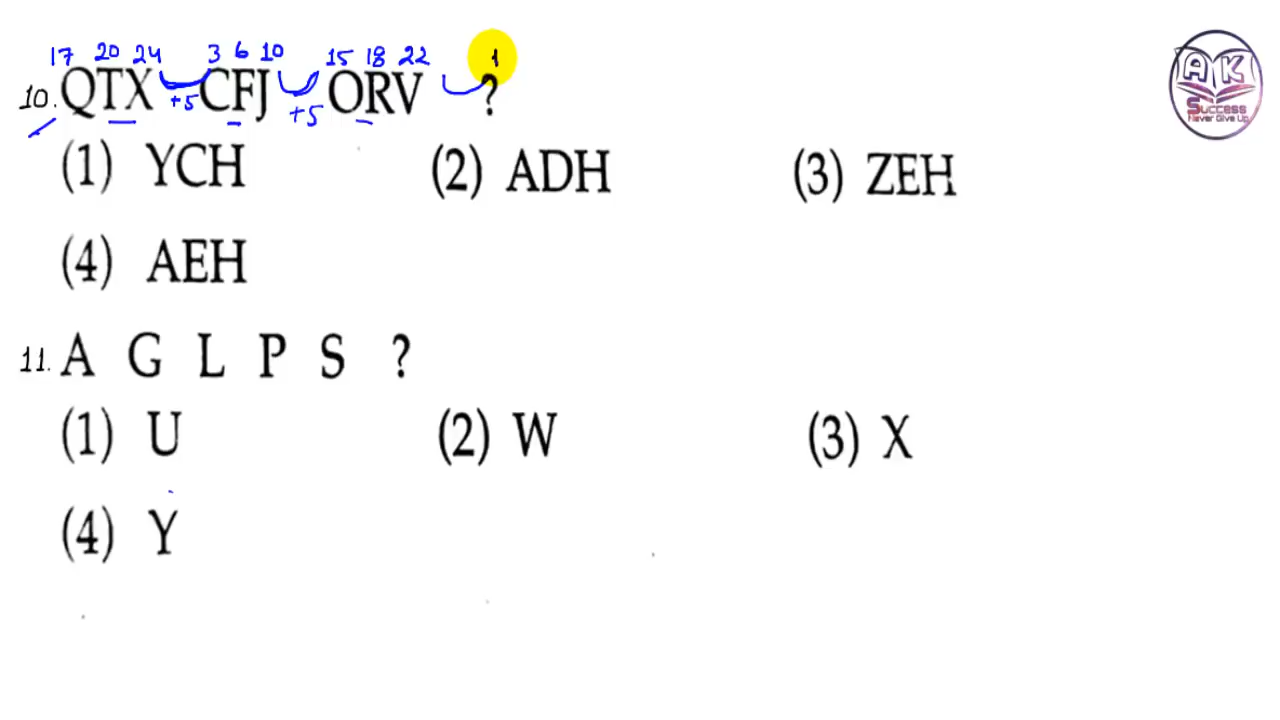 17 20 24 3 6 10 15 18 22 1
10. QTX CFJ ORV ?
+5 +5
(1) YCH (2) ADH (3) ZEH
(4) AEH
11. A G L P S ?
(1) U (2) W (3) X
(4) Y
AK
Success
Never Give Up